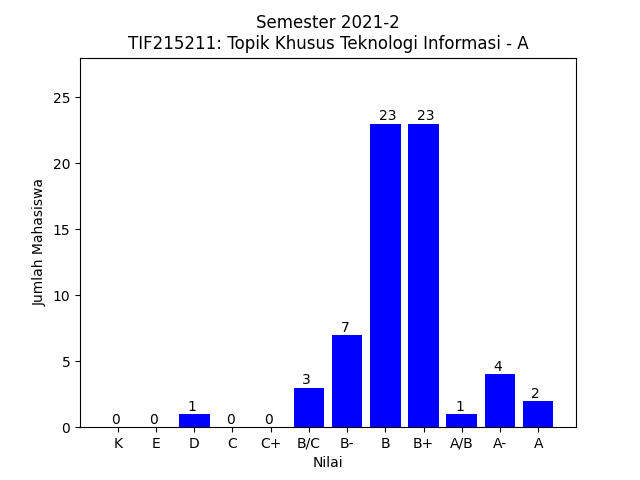 Semester 2021-2
TIF215211: Topik Khusus Teknologi Informasi - A
Jumlah Mahasiswa
25
20
15
10
5
0
0 0 1 0 0 3 7 23 23 1 4 2
K E D C C+ B/C B- B B+ A/B A- A
Nilai